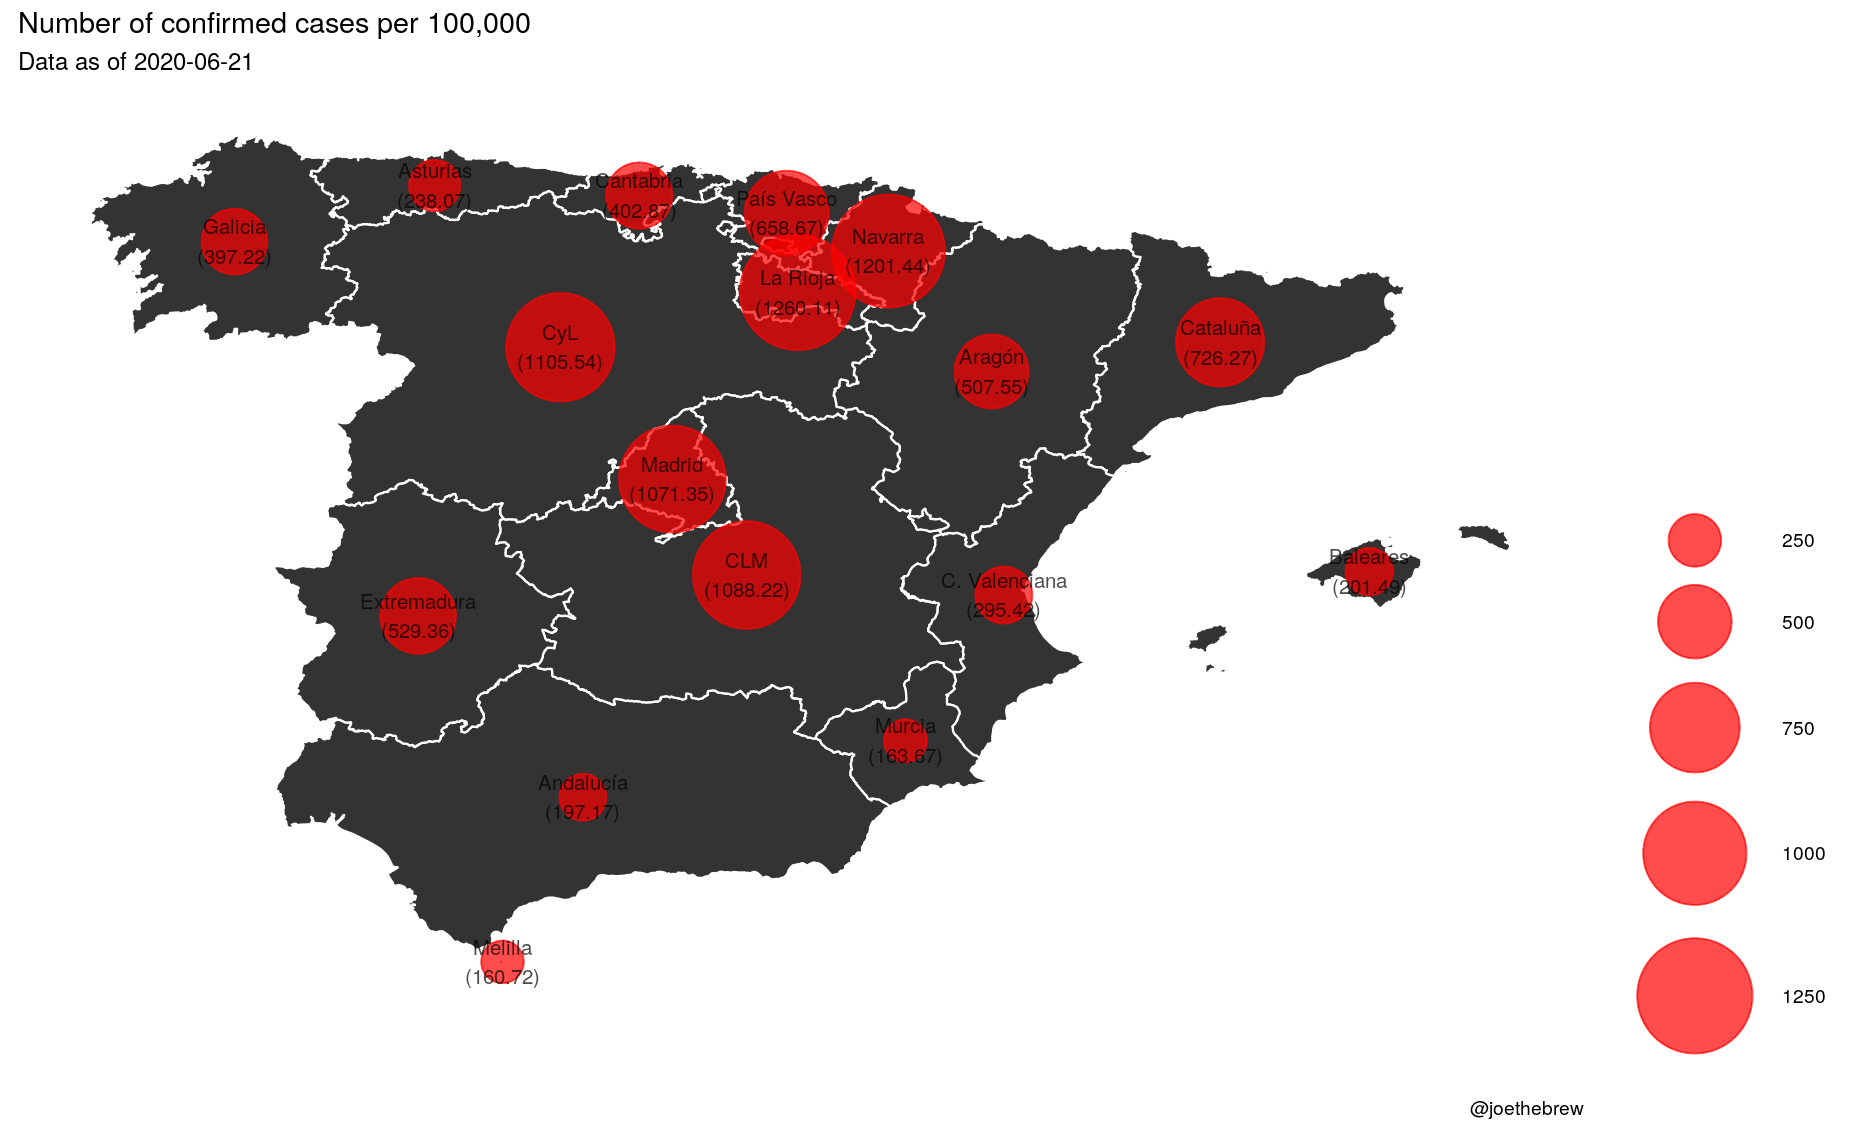 Number of confirmed cases per 100,000
Data as of 2020-06-21
Asturias
(238.07)
Cantabria
(402.87)
País Vasco
(658.67)
Galicia
(397.22)
Navarra
(1201.44)
La Rioja
(1260.11)
CyL
(1105.54)
Cataluña
(726.27)
Aragón
(507.55)
Madrid
(1071.35)
CLM
(1088.22)
C. Valenciana
(295.42)
Baleares
(201.49)
Extremadura
(529.36)
Murcia
(163.67)
Andalucía
(197.17)
Melilla
(160.72)
250
500
750
1000
1250
@joethebrew